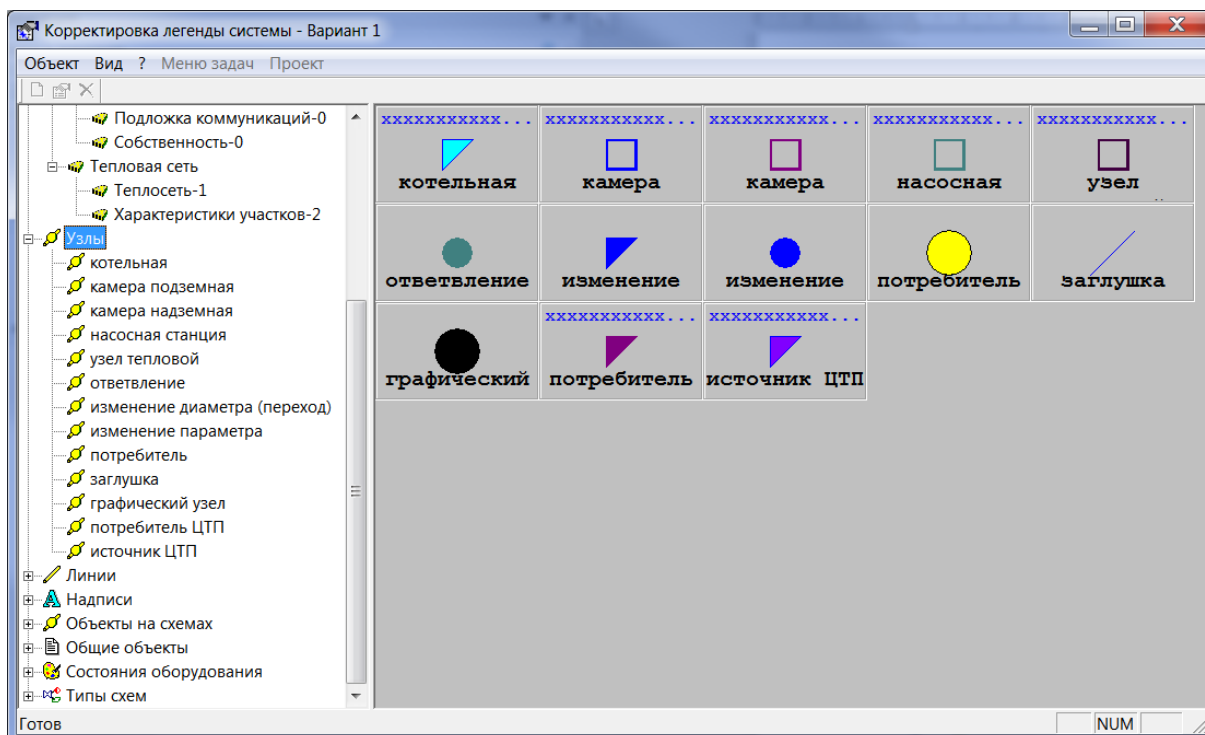 Корректировка легенды системы - Вариант 1
Объект Вид ? Меню задач Проект
Подложка коммуникаций-0
Собственность-0
Тепловая сеть
Теплосеть-1
Характеристики участков-2
Узлы
котельная
камера подземная
камера надземная
насосная станция
узел тепловой
ответвление
изменение диаметра (переход)
изменение параметра
потребитель
заглушка
графический узел
потребитель ЦТП
источник ЦТП
Линии
Надписи
Объекты на схемах
Общие объекты
Состояния оборудования
Типы схем
xxxxxxxxxxx... xxxxxxxxxxx... xxxxxxxxxxx... xxxxxxxxxxx... xxxxxxxxxxx...
котельная камера камера насосная узел
ответвление изменение изменение потребитель заглушка
xxxxxxxxxxx... xxxxxxxxxxx...
графический потребитель источник ЦТП
Готов NUM